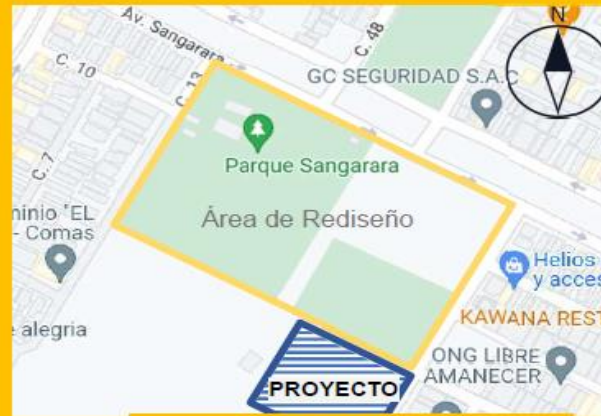 Av. Sangarara
C. 48
N
C. 10
C. 13
GC SEGURIDAD S.A.C
C. 7
Parque Sangarara
Área de Rediseño
ninio "EL
- Comas
Helios
y acces
e alegria
KAWANA REST
ONG LIBRE
AMANECER
PROYECTO